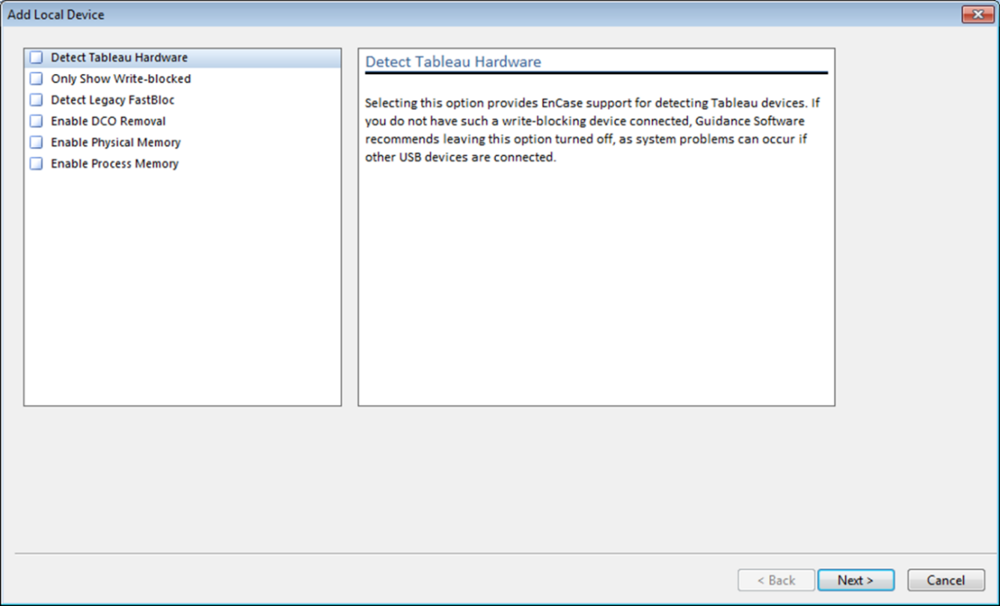 Add Local Device
Detect Tableau Hardware
Only Show Write-blocked
Detect Legacy FastBloc
Enable DCO Removal
Enable Physical Memory
Enable Process Memory
Detect Tableau Hardware
Selecting this option provides EnCase support for detecting Tableau devices. If
you do not have such a write-blocking device connected, Guidance Software
recommends leaving this option turned off, as system problems can occur if
other USB devices are connected.
< Back
Next >
Cancel